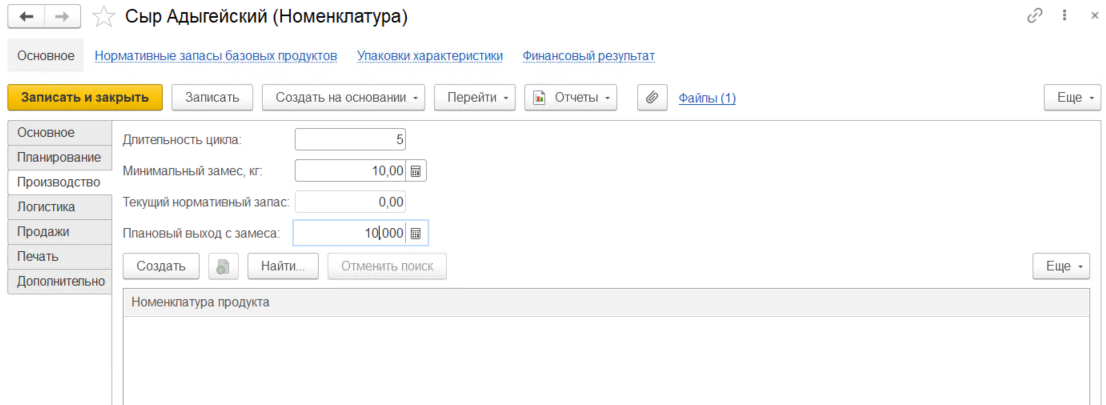 Сыр Адыгейский (Номенклатура)
Основное Нормативные запасы базовых продуктов Упаковки характеристики Финансовый результат
Записать и закрыть Записать Создать на основании Перейти Отчеты Файлы (1) Еще
Основное
Планирование
Производство
Логистика
Продажи
Печать
Дополнительно
Длительность цикла: 5
Минимальный замес, кг: 10,00
Текущий нормативный запас: 0,00
Плановый выход с замеса: 10,000
Создать Найти... Отменить поиск Еще
Номенклатура продукта